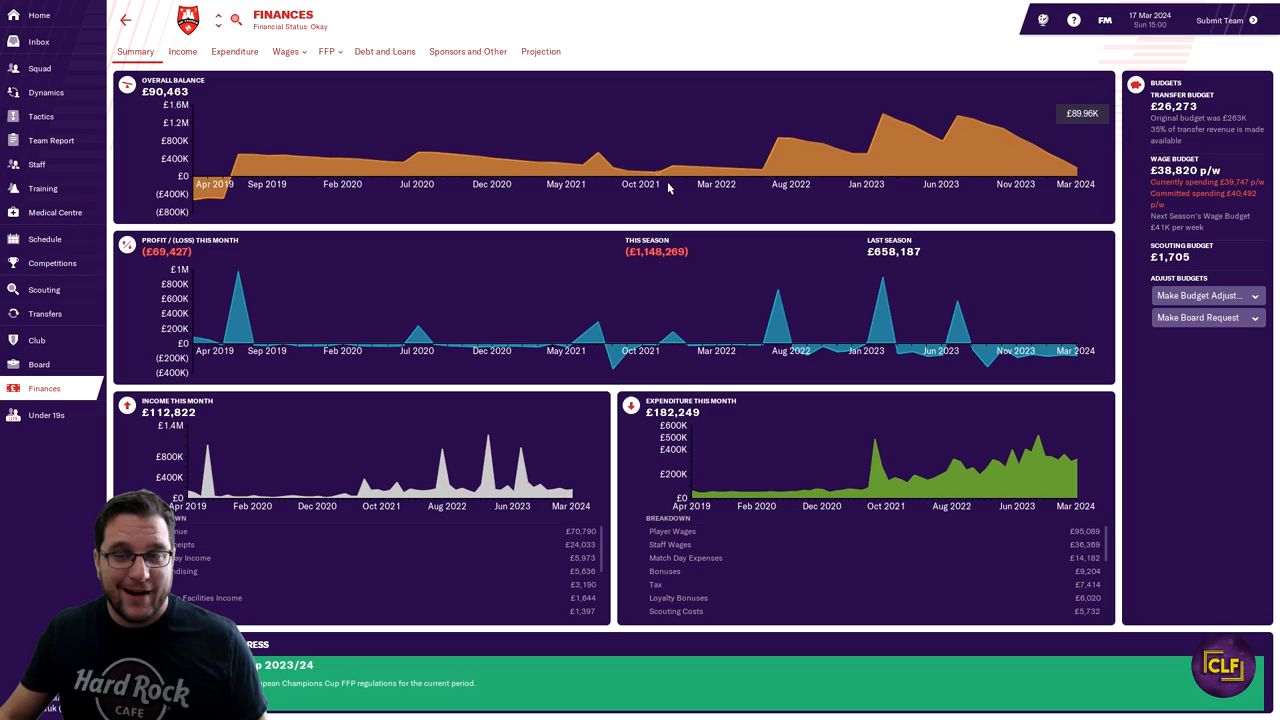 Home
Inbox
Squad
Dynamics
Tactics
Team Report
Staff
Training
Medical Centre
Schedule
Competitions
Scouting
Transfers
Club
Board
Finances
Under 19s
FINANCES
Financial Status: Okay
FM
17 Mar 2024
Sun 15:00
Submit Team
Summary
Income
Expenditure
Wages
FFP
Debt and Loans
Sponsors and Other
Projection
OVERALL BALANCE
£90,463
£1.6M
£1.2M
£800K
£400K
£0
(£400K)
(£800K)
£89.96K
Apr 2019 Sep 2019 Feb 2020 Jul 2020 Dec 2020 May 2021 Oct 2021 Mar 2022 Aug 2022 Jan 2023 Jun 2023 Nov 2023 Mar 2024
PROFIT / (LOSS) THIS MONTH
(£69,427)
THIS SEASON
(£1,148,269)
LAST SEASON
£658,187
£1M
£800K
£600K
£400K
£200K
£0
(£200K)
(£400K)
Apr 2019 Sep 2019 Feb 2020 Jul 2020 Dec 2020 May 2021 Oct 2021 Mar 2022 Aug 2022 Jan 2023 Jun 2023 Nov 2023 Mar 2024
INCOME THIS MONTH
£112,822
£1.4M
£800K
£400K
£0
Apr 2019 Feb 2020 Dec 2020 Oct 2021 Aug 2022 Jun 2023 Mar 2024
£70,790
£24,033
£5,973
£5,636
£3,190
Facilities Income £1,644
£1,397
EXPENDITURE THIS MONTH
£182,249
£600K
£500K
£400K
£200K
£0
Apr 2019 Feb 2020 Dec 2020 Oct 2021 Aug 2022 Jun 2023 Mar 2024
BREAKDOWN
Player Wages £95,089
Staff Wages £36,369
Match Day Expenses £14,182
Bonuses £9,204
Tax £7,414
Loyalty Bonuses £6,020
Scouting Costs £5,732
BUDGETS
TRANSFER BUDGET
£26,273
Original budget was £263K
35% of transfer revenue is made
available
WAGE BUDGET
£38,820 p/w
Currently spending £39,747 p/w
Committed spending £40,492
p/w
Next Season's Wage Budget
£41K per week
SCOUTING BUDGET
£1,705
ADJUST BUDGETS
Make Budget Adjust...
Make Board Request
2023/24
Champions Cup FFP regulations for the current period.
CLF
Hard Rock
CAFE